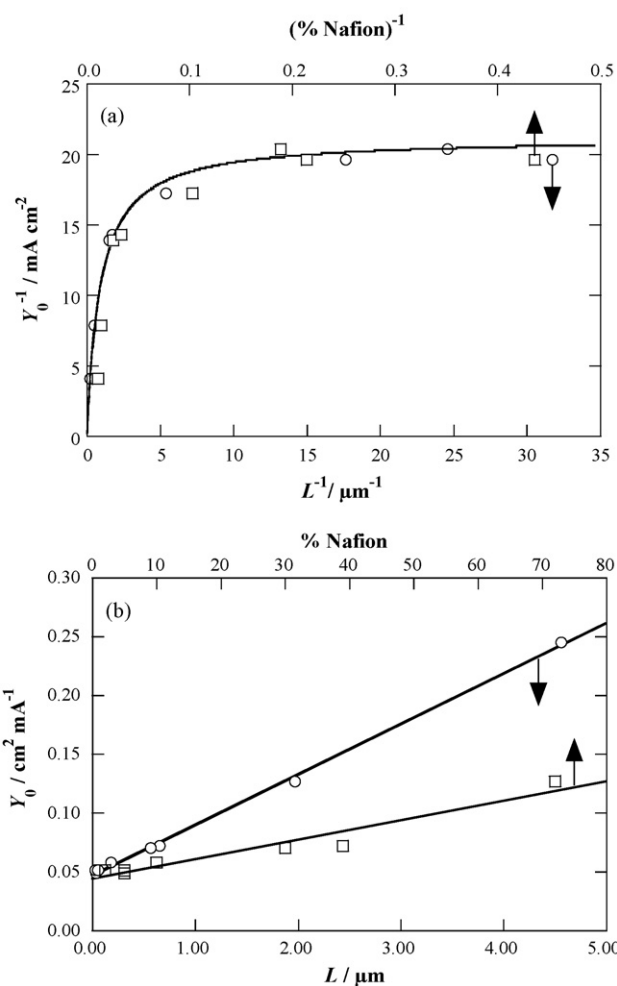 (% Nafion)⁻¹
0.0 0.1 0.2 0.3 0.4 0.5
25
(a)
20
15
10
5
0
Y₀⁻¹ / mA cm⁻²
0 5 10 15 20 25 30 35
L⁻¹/ μm⁻¹
% Nafion
0 10 20 30 40 50 60 70 80
0.30
(b)
0.25
0.20
0.15
0.10
0.05
0.00
Y₀ / cm² mA⁻¹
0.00 1.00 2.00 3.00 4.00 5.00
L / μm